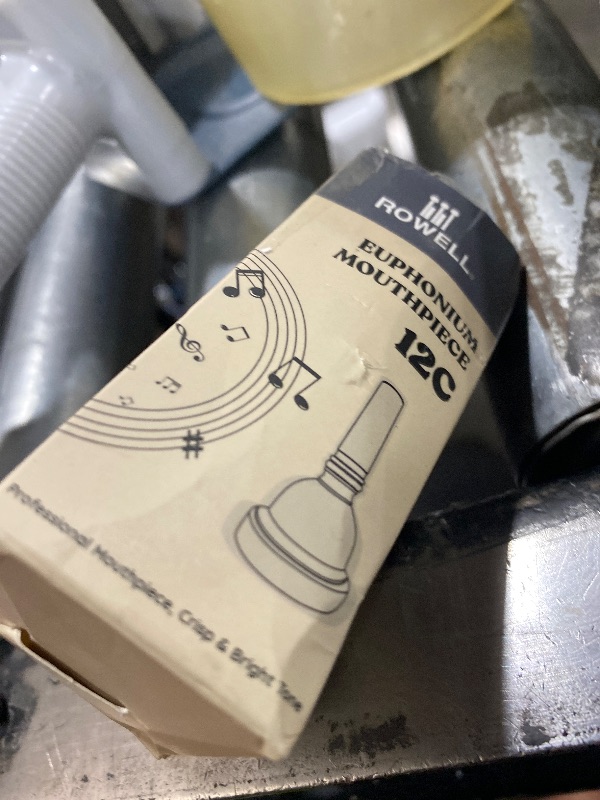 ROWELL
EUPHONIUM
MOUTHPIECE
12C
Professional Mouthpiece, Crisp & Bright Tone